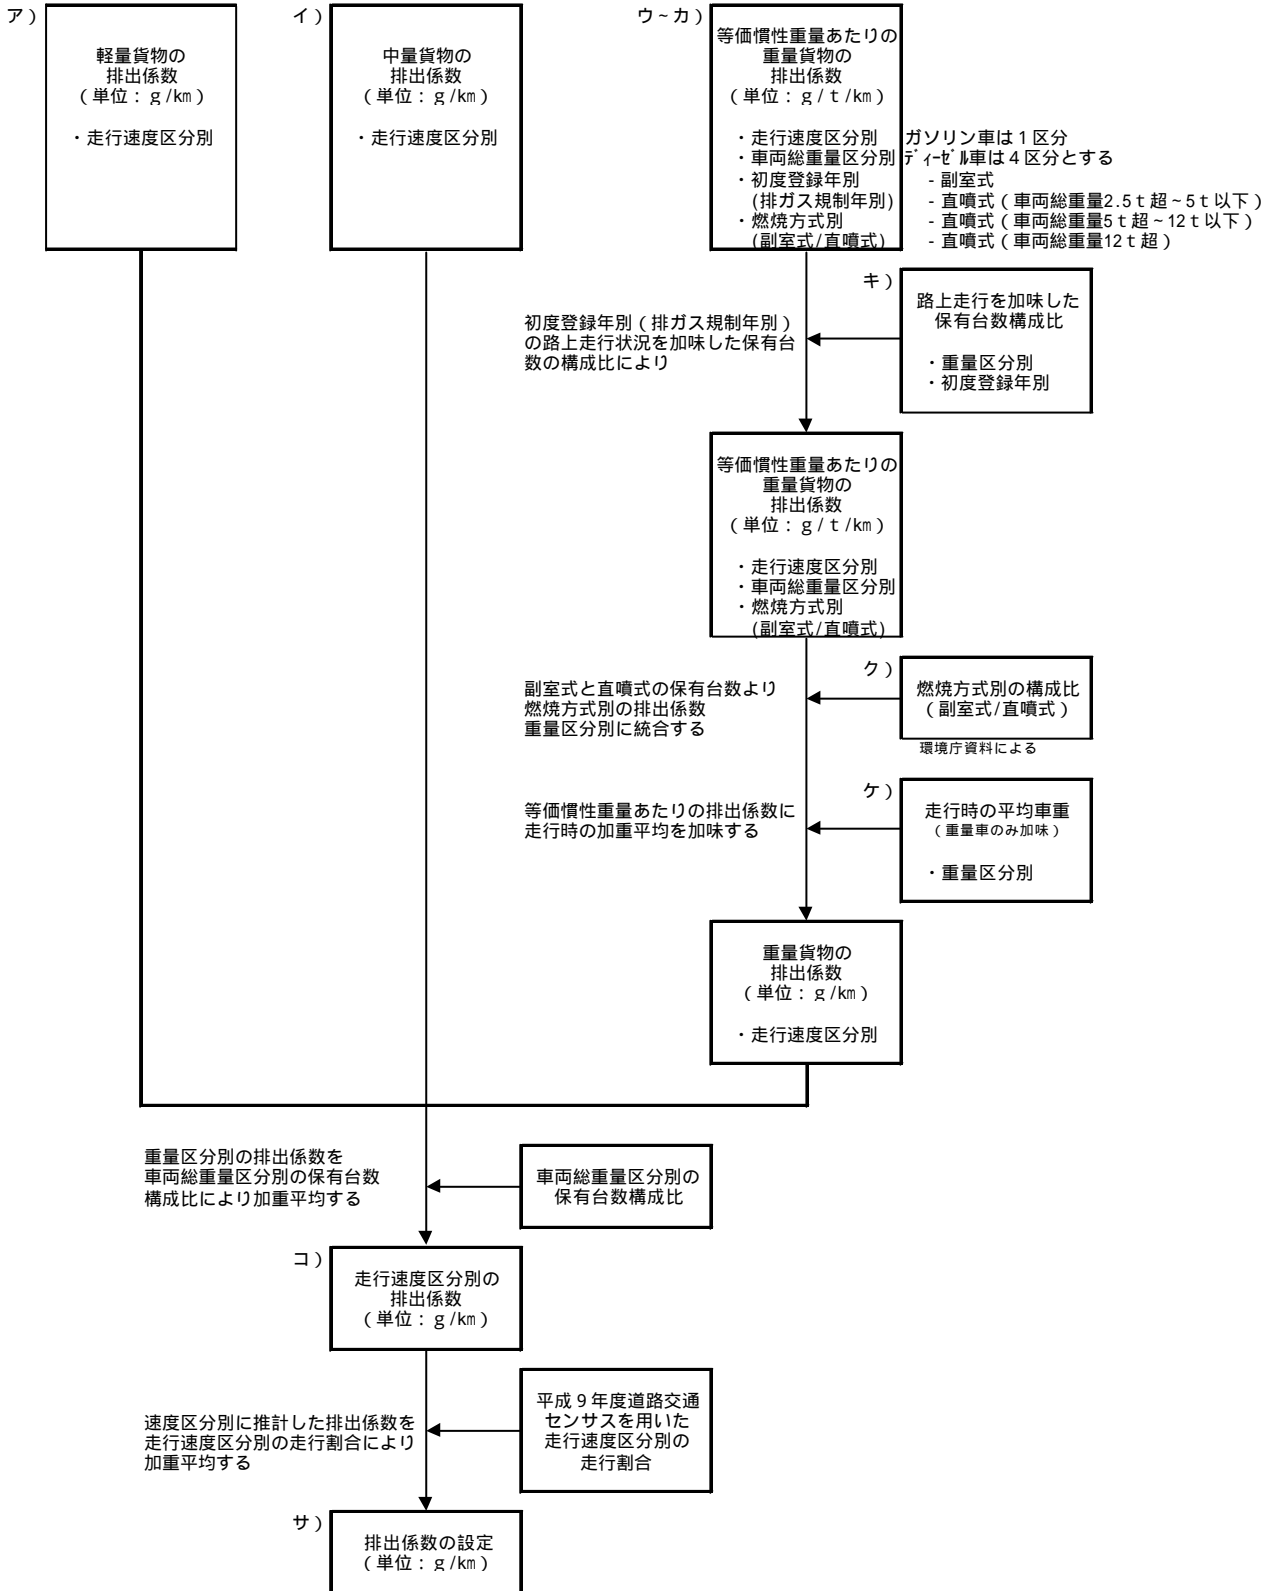 ア）
軽量貨物の
排出係数
（単位：ｇ/km）
・走行速度区分別
イ）
中量貨物の
排出係数
（単位：ｇ/km）
・走行速度区分別
ウ～カ）
等価慣性重量あたりの
重量貨物の
排出係数
（単位：ｇ/ｔ/km）
・走行速度区分別
・車両総重量区分別
・初度登録年別
(排ガス規制年別)
・燃焼方式別
(副室式/直噴式)
ガソリン車は１区分
ﾃﾞｨｰｾﾞﾙ車は４区分とする
- 副室式
- 直噴式（車両総重量2.5ｔ超～5ｔ以下）
- 直噴式（車両総重量5ｔ超～12ｔ以下）
- 直噴式（車両総重量12ｔ超）
キ）
路上走行を加味した
保有台数構成比
・重量区分別
・初度登録年別
初度登録年別（排ガス規制年別）
の路上走行状況を加味した保有台
数の構成比により
等価慣性重量あたりの
重量貨物の
排出係数
（単位：ｇ/ｔ/km）
・走行速度区分別
・車両総重量区分別
・燃焼方式別
(副室式/直噴式)
ク）
燃焼方式別の構成比
（副室式/直噴式）
環境庁資料による
副室式と直噴式の保有台数より
燃焼方式別の排出係数
重量区分別に統合する
ケ）
走行時の平均車重
（重量車のみ加味）
・重量区分別
等価慣性重量あたりの排出係数に
走行時の加重平均を加味する
重量貨物の
排出係数
（単位：ｇ/km）
・走行速度区分別
重量区分別の排出係数を
車両総重量区分別の保有台数
構成比により加重平均する
車両総重量区分別の
保有台数構成比
コ）
走行速度区分別の
排出係数
（単位：ｇ/km）
速度区分別に推計した排出係数を
走行速度区分別の走行割合により
加重平均する
平成９年度道路交通
センサスを用いた
走行速度区分別の
走行割合
サ）
排出係数の設定
（単位：ｇ/km）